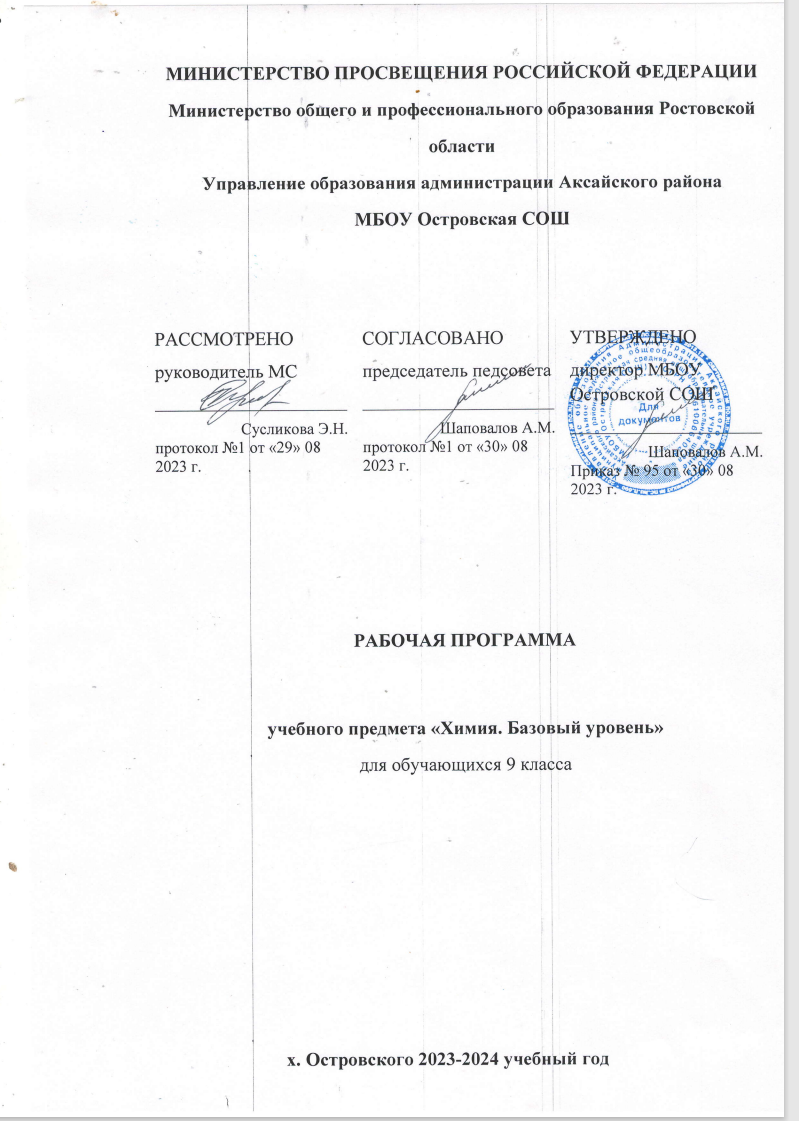 МИНИСТЕРСТВО ПРОСВЕЩЕНИЯ РОССИЙСКОЙ ФЕДЕРАЦИИ
Министерство общего и профессионального образования Ростовской
области
Управление образования администрации Аксайского района
МБОУ Островская СОШ
РАССМОТРЕНО
руководитель МС
Сусликова Э.Н.
протокол №1 от «29» 08
2023 г.
СОГЛАСОВАНО
председатель педсовета
Шаповалов А.М.
протокол №1 от «30» 08
2023 г.
УТВЕРЖДЕНО
директор МБОУ
Островской СОШ
Для
документов
Шаповалов А.М.
Приказ № 95 от «30» 08
2023 г.
РАБОЧАЯ ПРОГРАММА
учебного предмета «Химия. Базовый уровень»
для обучающихся 9 класса
х. Островского 2023-2024 учебный год